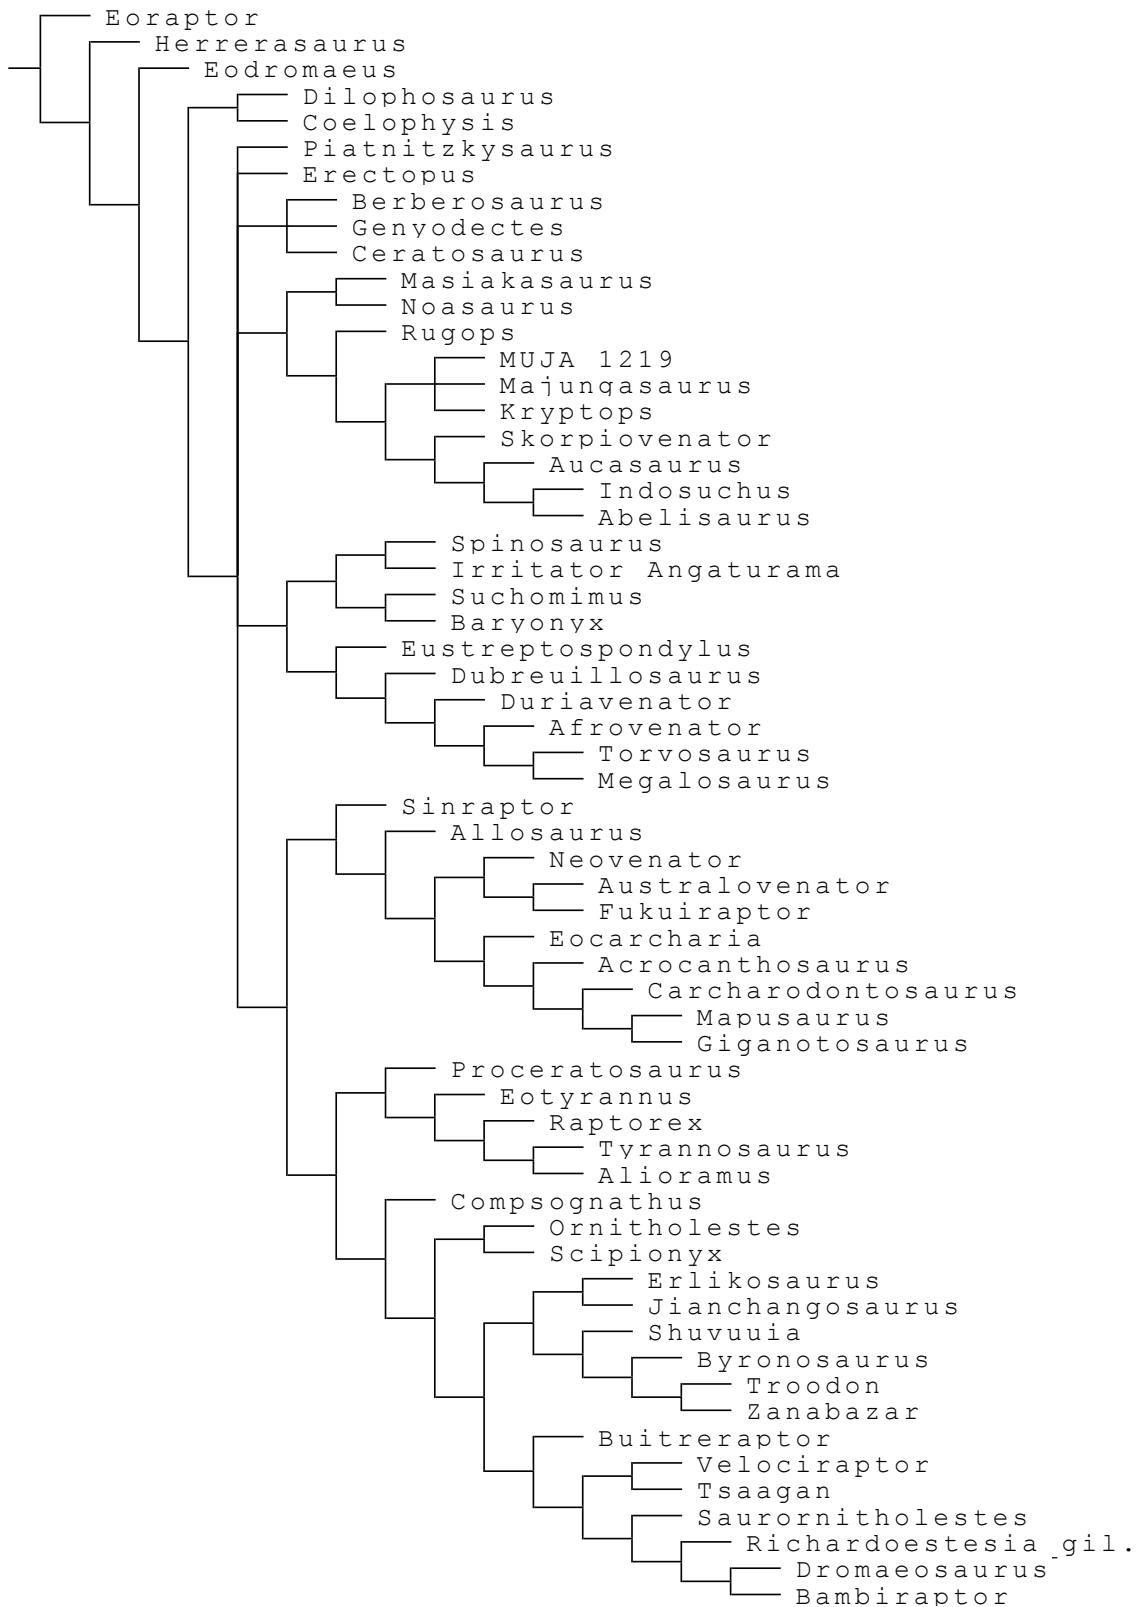 Eoraptor
Herrerasaurus
Eodromaeus
Dilophosaurus
Coelophysis
Piatnitzkysaurus
Erectopus
Berberosaurus
Genyodectes
Ceratosaurus
Masiakasaurus
Noasaurus
Rugops
MUJA 1219
Majungasaurus
Kryptops
Skorpiovenator
Aucasaurus
Indosuchus
Abelisaurus
Spinosaurus
Irritator Angaturama
Suchomimus
Baryonyx
Eustreptospondylus
Dubreuillosaurus
Duriavenator
Afrovenator
Torvosaurus
Megalosaurus
Sinraptor
Allosaurus
Neovenator
Australovenator
Fukuiraptor
Eocarcharia
Acrocanthosaurus
Carcharodontosaurus
Mapusaurus
Giganotosaurus
Proceratosaurus
Eotyrannus
Raptorex
Tyrannosaurus
Alioramus
Compsognathus
Ornitholestes
Scipionyx
Erlikosaurus
Jianchangosaurus
Shuvuuia
Byronosaurus
Troodon
Zanabazar
Buitreraptor
Velociraptor
Tsaagan
Saurornitholestes
Richardoestesia gil.
Dromaeosaurus
Bambiraptor